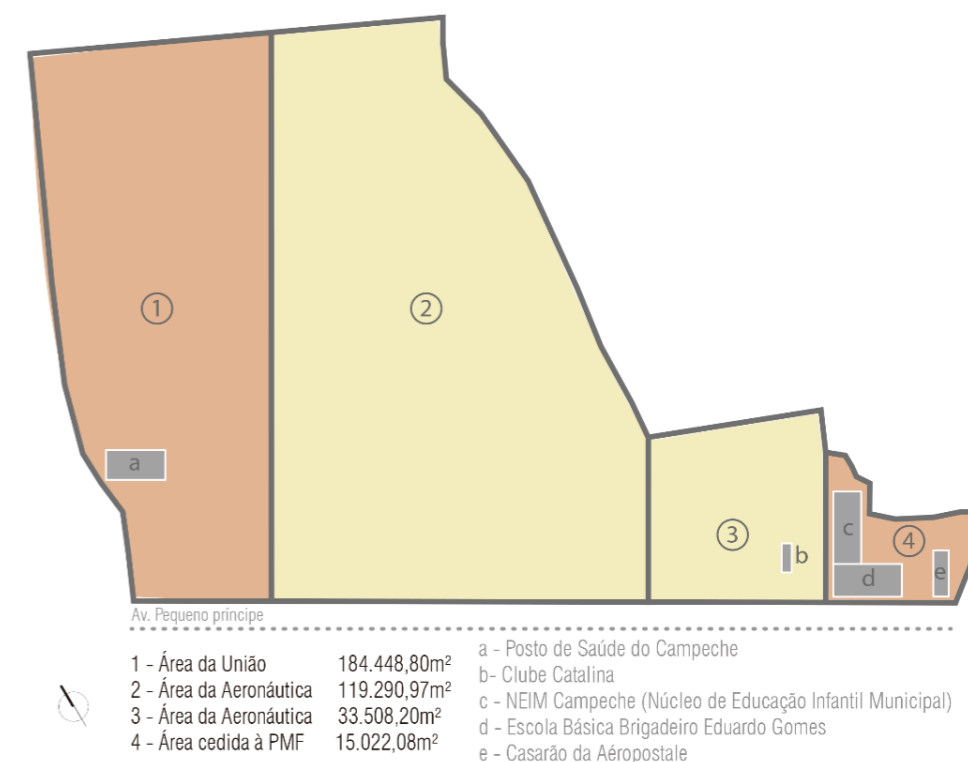 1
2
3
4
a
b
c
d
e
Av. Pequeno príncipe
1 - Área da União 184.448,80m²
2 - Área da Aeronáutica 119.290,97m²
3 - Área da Aeronáutica 33.508,20m²
4 - Área cedida à PMF 15.022,08m²
a - Posto de Saúde do Campeche
b- Clube Catalina
c - NEIM Campeche (Núcleo de Educação Infantil Municipal)
d - Escola Básica Brigadeiro Eduardo Gomes
e - Casarão da Aéropostale